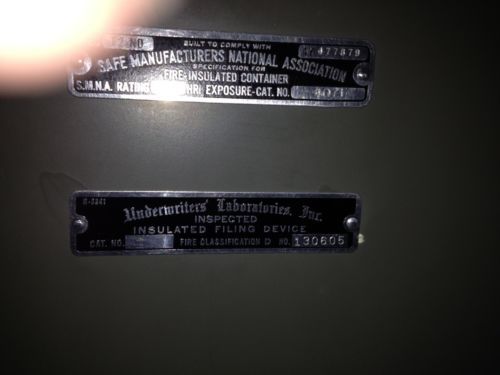 BUILT TO COMPLY WITH
477879
SAFE MANUFACTURERS NATIONAL ASSOCIATION
SPECIFICATION FOR
FIRE-INSULATED CONTAINER
S.M.N.A. RATING HR. EXPOSURE-CAT. NO.
Underwriters' Laboratories, Inc.
INSPECTED
INSULATED FILING DEVICE
CAT. NO. FIRE CLASSIFICATION D NO. 130605